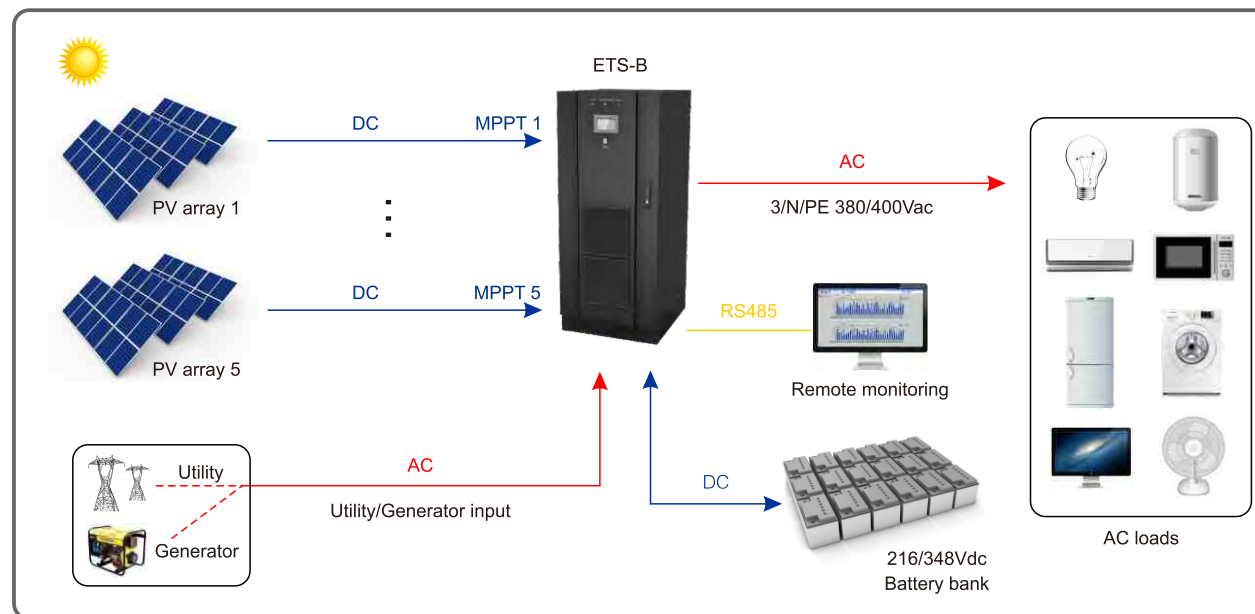 ETS-B
DC
MPPT 1
PV array 1
AC
3/N/PE 380/400Vac
DC
MPPT 5
PV array 5
RS485
Remote monitoring
Utility
Generator
AC
Utility/Generator input
DC
216/348Vdc
Battery bank
AC loads